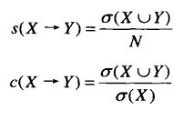 s(X → Y) = σ(X ∪ Y) / N
c(X → Y) = σ(X ∪ Y) / σ(X)